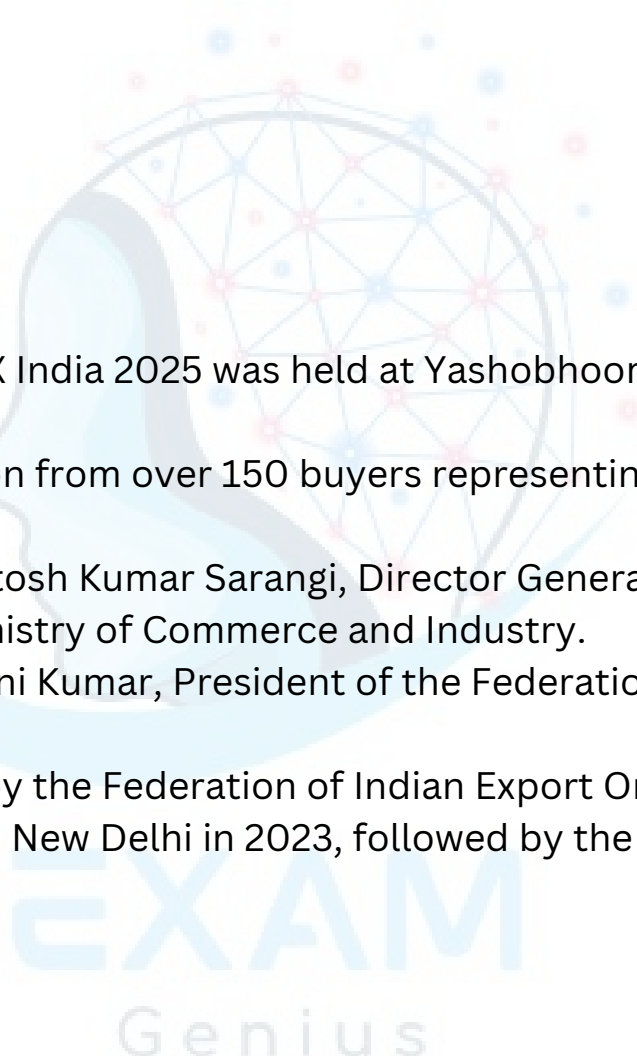 X India 2025 was held at Yashobhoor
n from over 150 buyers representin
tosh Kumar Sarangi, Director Genera
nistry of Commerce and Industry.
ni Kumar, President of the Federatio
y the Federation of Indian Export Or
New Delhi in 2023, followed by the
EXAM
Genius